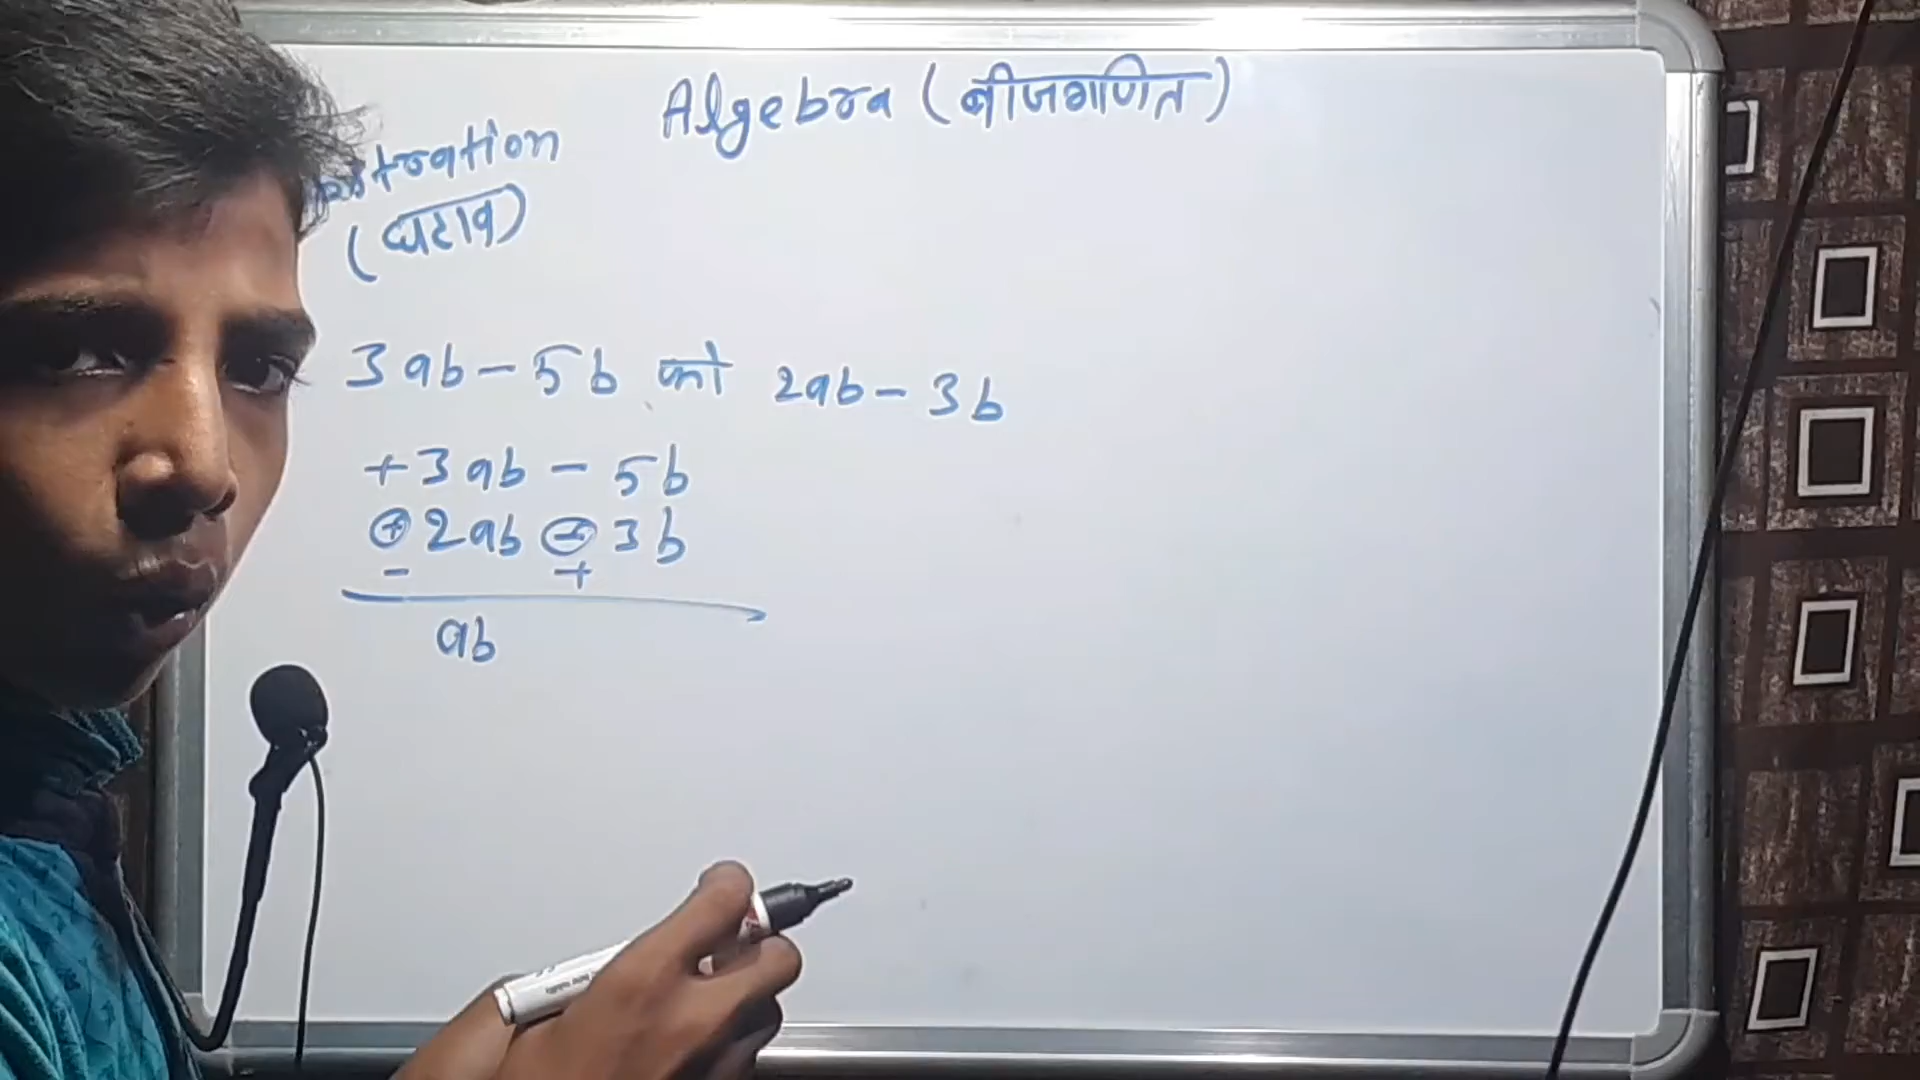 Algebra (बीजगणित)
(घटाव)
3ab - 5b को 2ab - 3b
+3ab - 5b
⊕2ab ⊖3b
- +
ab